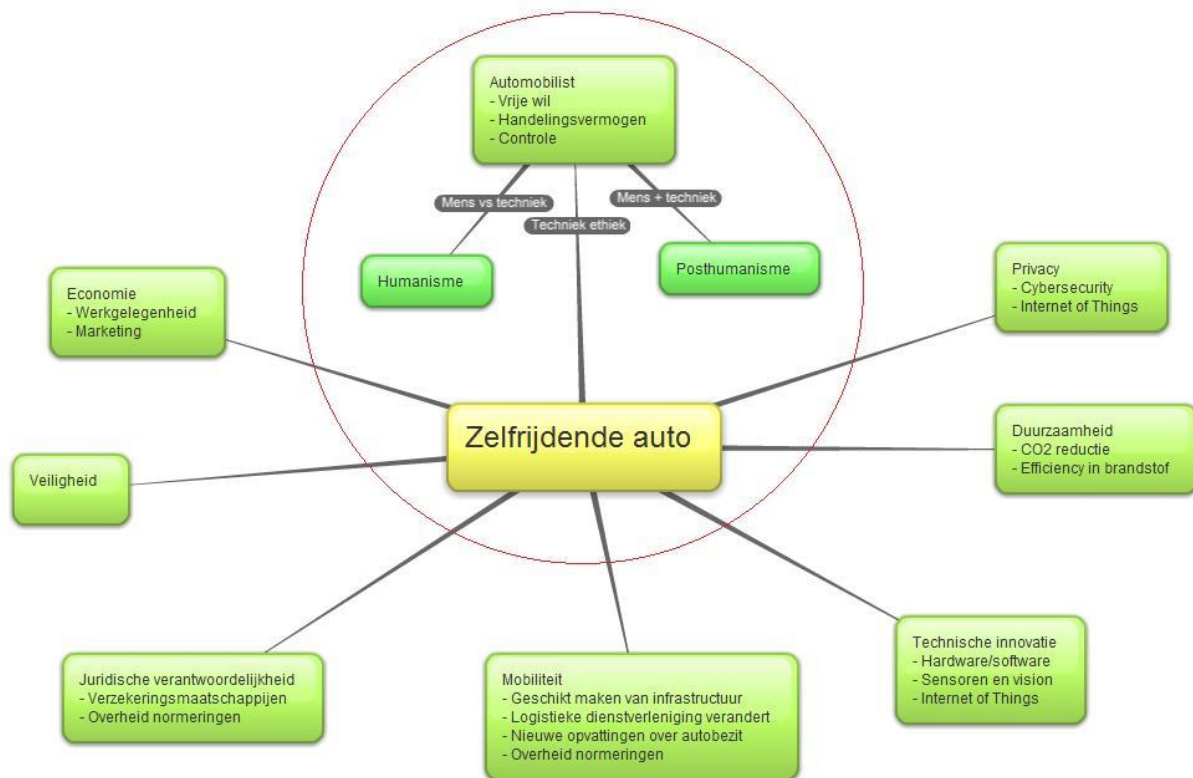 Automobilist
- Vrije wil
- Handelingsvermogen
- Controle
Mens vs techniek
Mens + techniek
Techniek ethiek
Humanisme
Posthumanisme
Economie
- Werkgelegenheid
- Marketing
Privacy
- Cybersecurity
- Internet of Things
Zelfrijdende auto
Duurzaamheid
- CO2 reductie
- Efficiency in brandstof
Veiligheid
Juridische verantwoordelijkheid
- Verzekeringsmaatschappijen
- Overheid normeringen
Mobiliteit
- Geschikt maken van infrastructuur
- Logistieke dienstverleniging verandert
- Nieuwe opvattingen over autobezit
- Overheid normeringen
Technische innovatie
- Hardware/software
- Sensoren en vision
- Internet of Things